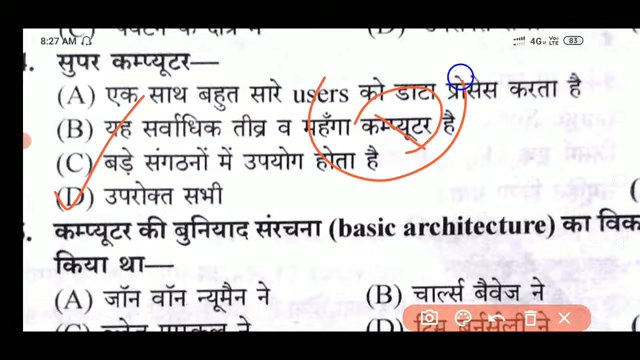 8:27 AM
4G VoLTE 83
4. सुपर कम्प्यूटर—
(A) एक साथ बहुत सारे users को डाटा प्रोसेस करता है
(B) यह सर्वाधिक तीव्र व महँगा कम्प्यूटर है
(C) बड़े संगठनों में उपयोग होता है
(D) उपरोक्त सभी
कम्प्यूटर की बुनियाद संरचना (basic architecture) का विक
किया था—
(A) जॉन वॉन न्यूमैन ने
(B) चार्ल्स बैबेज ने